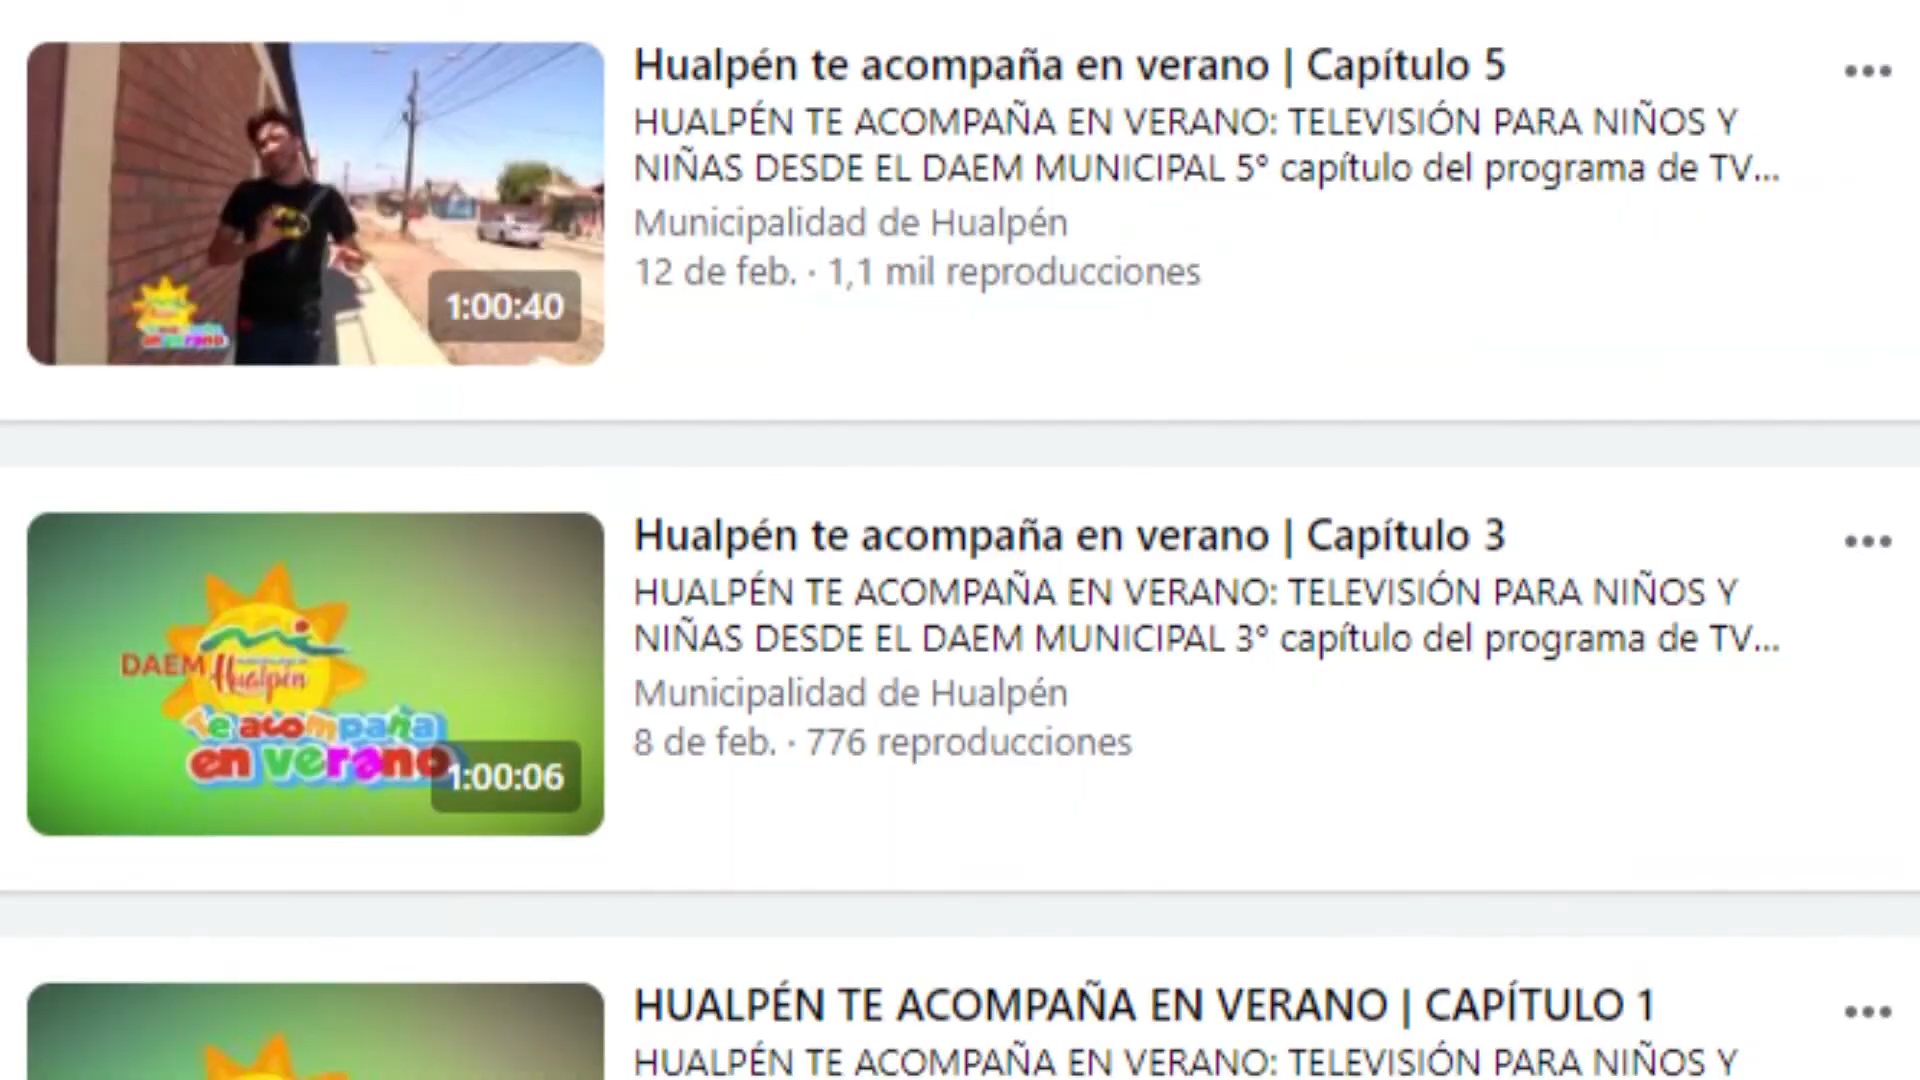 Hualpén te acompaña en verano | Capítulo 5
HUALPÉN TE ACOMPAÑA EN VERANO: TELEVISIÓN PARA NIÑOS Y
NIÑAS DESDE EL DAEM MUNICIPAL 5° capítulo del programa de TV...
Municipalidad de Hualpén
12 de feb. · 1,1 mil reproducciones
en verano
1:00:40
Hualpén te acompaña en verano | Capítulo 3
HUALPÉN TE ACOMPAÑA EN VERANO: TELEVISIÓN PARA NIÑOS Y
NIÑAS DESDE EL DAEM MUNICIPAL 3° capítulo del programa de TV...
Municipalidad de Hualpén
8 de feb. · 776 reproducciones
DAEM Hualpén
Te acompaña
en verano
1:00:06
HUALPÉN TE ACOMPAÑA EN VERANO | CAPÍTULO 1
HUALPÉN TE ACOMPAÑA EN VERANO: TELEVISIÓN PARA NIÑOS Y